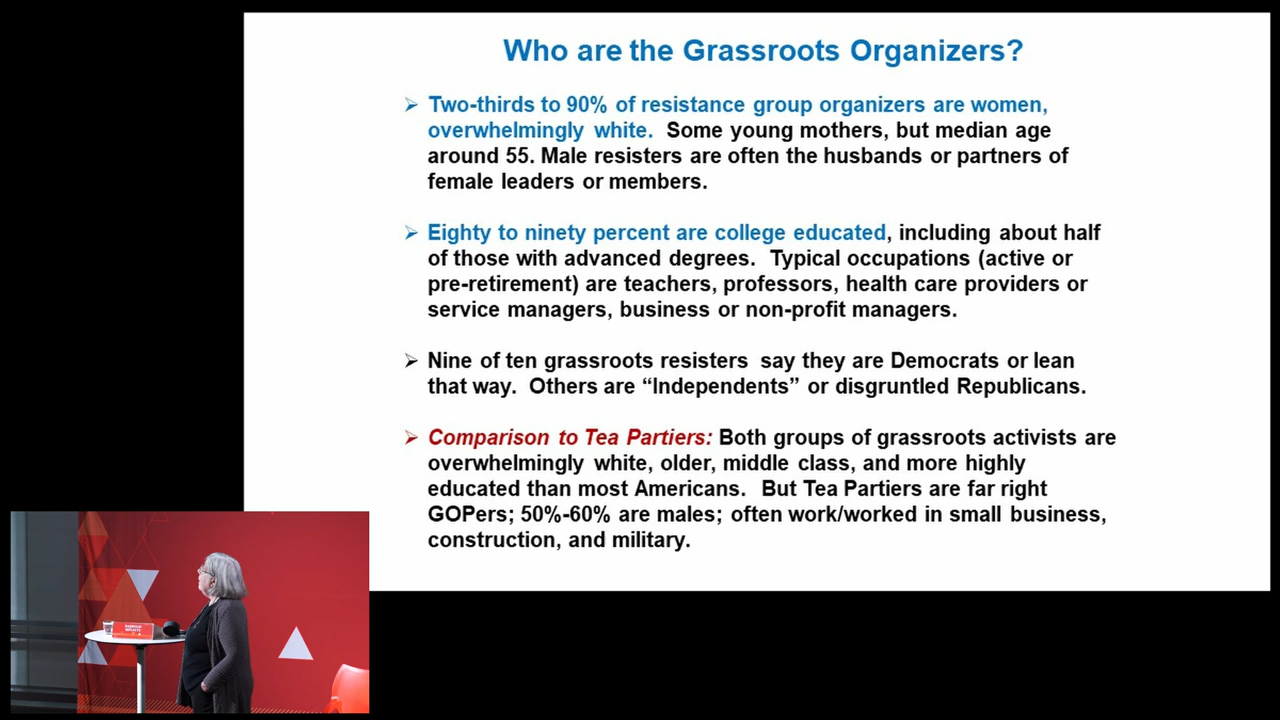 Who are the Grassroots Organizers?
Two-thirds to 90% of resistance group organizers are women,
overwhelmingly white. Some young mothers, but median age
around 55. Male resisters are often the husbands or partners of
female leaders or members.
Eighty to ninety percent are college educated, including about half
of those with advanced degrees. Typical occupations (active or
pre-retirement) are teachers, professors, health care providers or
service managers, business or non-profit managers.
Nine of ten grassroots resisters say they are Democrats or lean
that way. Others are “Independents” or disgruntled Republicans.
Comparison to Tea Partiers: Both groups of grassroots activists are
overwhelmingly white, older, middle class, and more highly
educated than most Americans. But Tea Partiers are far right
GOPers; 50%-60% are males; often work/worked in small business,
construction, and military.